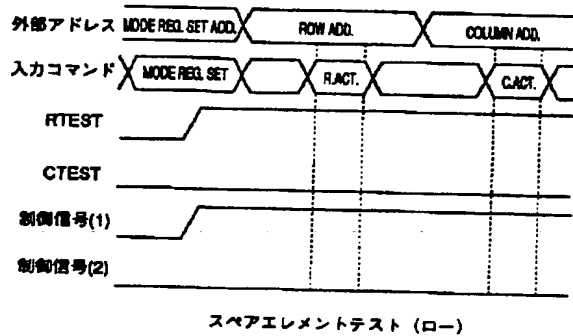 外部アドレス MODE REG. SET ADD. ROW ADD. COLUMN ADD.
入力コマンド MODE REG. SET R.ACT. C.ACT.
RTEST
CTEST
制御信号(1)
制御信号(2)
スペアエレメントテスト (ロー)